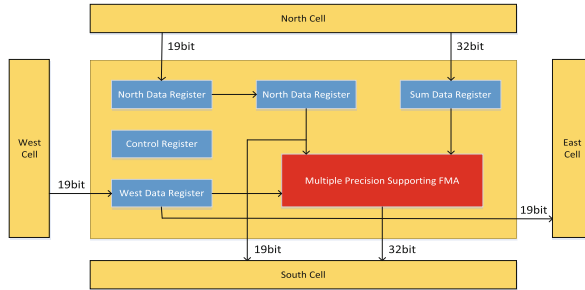 North Cell
19bit
32bit
North Data Register
North Data Register
Sum Data Register
West
Cell
Control Register
East
Cell
Multiple Precision Supporting FMA
19bit
West Data Register
19bit
19bit
32bit
South Cell